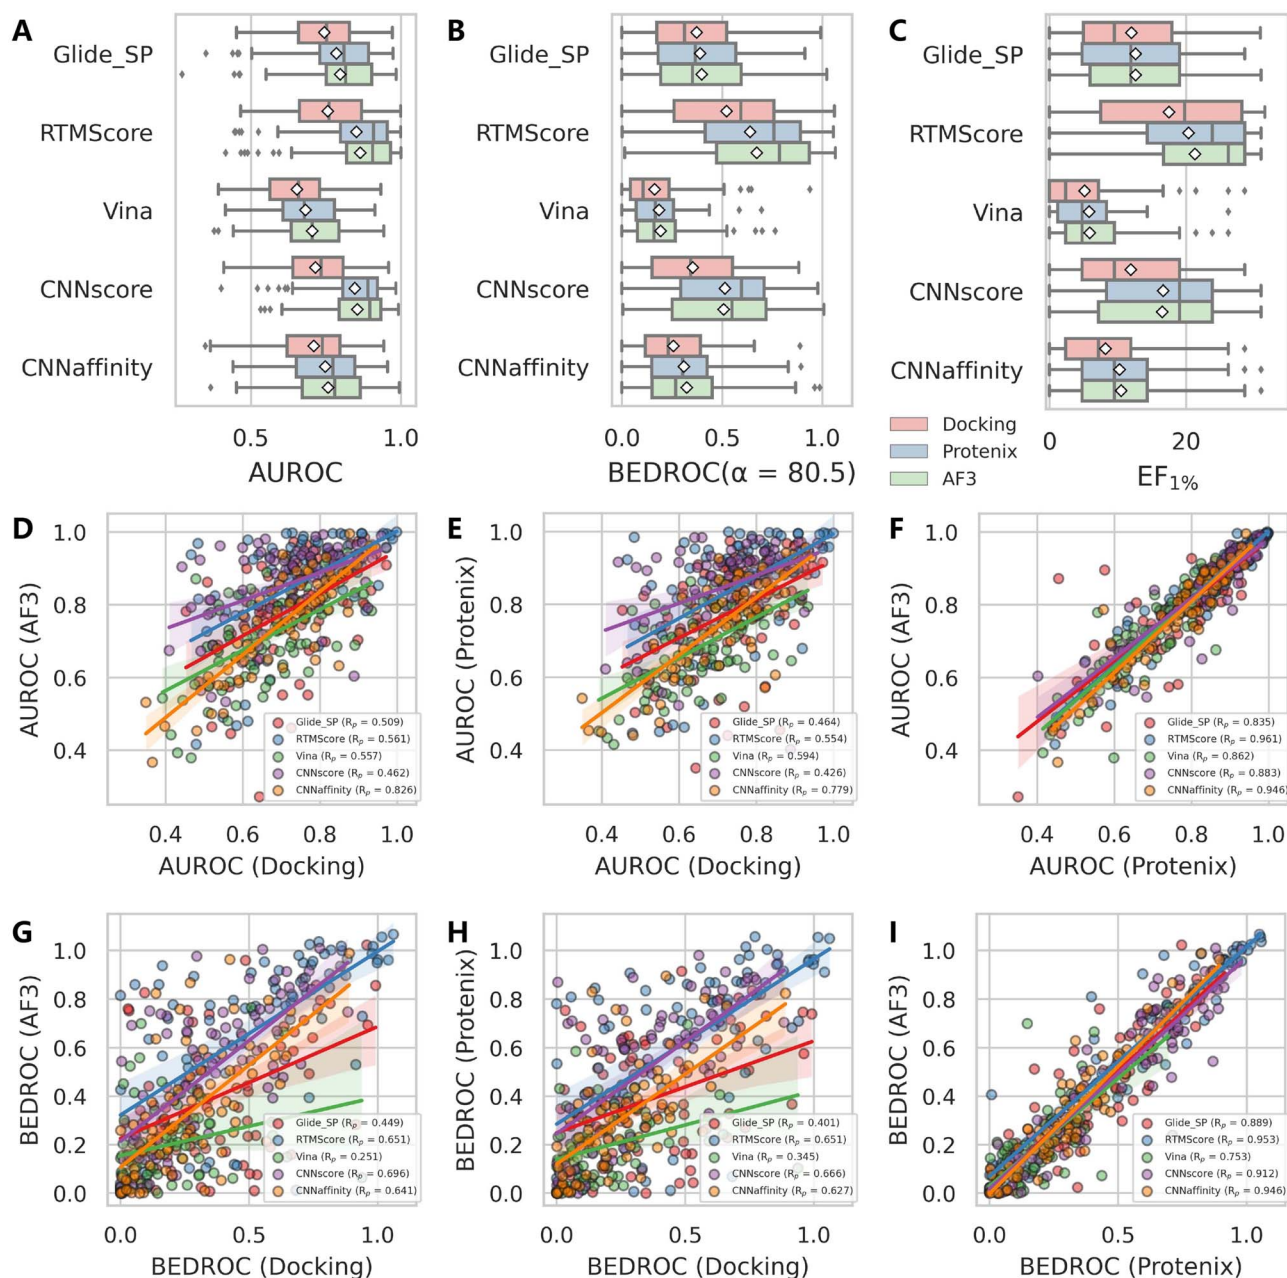 A
Glide_SP
RTMScore
Vina
CNNscore
CNNaffinity
0.5 1.0
AUROC
B
Glide_SP
RTMScore
Vina
CNNscore
CNNaffinity
0.0 0.5 1.0
BEDROC(α = 80.5)
C
Glide_SP
RTMScore
Vina
CNNscore
CNNaffinity
Docking
Protenix
AF3
0 20
EF1%
D
AUROC (AF3)
1.0
0.8
0.6
0.4
Glide_SP (Rp = 0.509)
RTMScore (Rp = 0.561)
Vina (Rp = 0.557)
CNNscore (Rp = 0.462)
CNNaffinity (Rp = 0.826)
0.4 0.6 0.8 1.0
AUROC (Docking)
E
AUROC (Protenix)
1.0
0.8
0.6
0.4
Glide_SP (Rp = 0.464)
RTMScore (Rp = 0.554)
Vina (Rp = 0.594)
CNNscore (Rp = 0.426)
CNNaffinity (Rp = 0.779)
0.4 0.6 0.8 1.0
AUROC (Docking)
F
AUROC (AF3)
1.0
0.8
0.6
0.4
Glide_SP (Rp = 0.835)
RTMScore (Rp = 0.961)
Vina (Rp = 0.862)
CNNscore (Rp = 0.883)
CNNaffinity (Rp = 0.946)
0.4 0.6 0.8 1.0
AUROC (Protenix)
G
BEDROC (AF3)
1.0
0.8
0.6
0.4
0.2
0.0
Glide_SP (Rp = 0.449)
RTMScore (Rp = 0.651)
Vina (Rp = 0.251)
CNNscore (Rp = 0.696)
CNNaffinity (Rp = 0.641)
0.0 0.5 1.0
BEDROC (Docking)
H
BEDROC (Protenix)
1.0
0.8
0.6
0.4
0.2
0.0
Glide_SP (Rp = 0.401)
RTMScore (Rp = 0.651)
Vina (Rp = 0.345)
CNNscore (Rp = 0.666)
CNNaffinity (Rp = 0.627)
0.0 0.5 1.0
BEDROC (Docking)
I
BEDROC (AF3)
1.0
0.8
0.6
0.4
0.2
0.0
Glide_SP (Rp = 0.889)
RTMScore (Rp = 0.953)
Vina (Rp = 0.753)
CNNscore (Rp = 0.912)
CNNaffinity (Rp = 0.946)
0.0 0.5 1.0
BEDROC (Protenix)